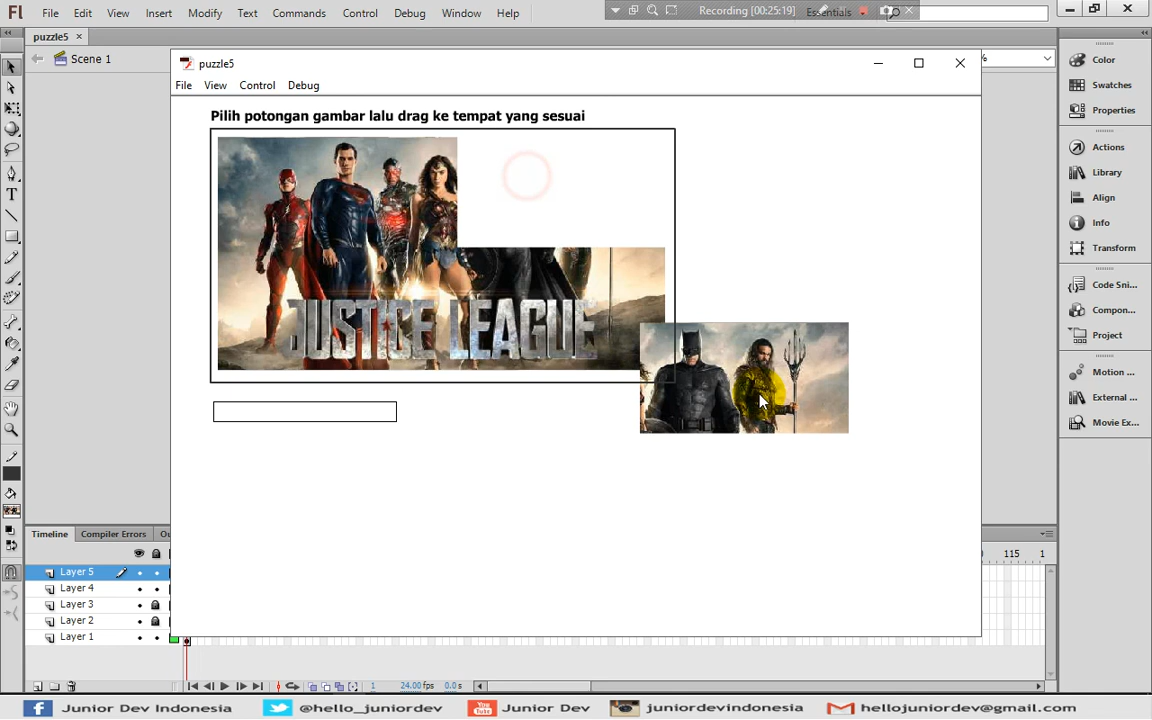 Fl File Edit View Insert Modify Text Commands Control Debug Window Help
Recording [00:25:19]
Essentials
puzzle5 ×
Scene 1
%
puzzle5
File View Control Debug
Pilih potongan gambar lalu drag ke tempat yang sesuai
JUSTICE LEAGUE
Color
Swatches
Properties
Actions
Library
Align
Info
Transform
Code Sni...
Compon...
Project
Motion ...
External ...
Movie Ex...
Timeline Compiler Errors Ou
115 1
Layer 5
Layer 4
Layer 3
Layer 2
Layer 1
1 24.00 fps 0.0 s
Junior Dev Indonesia @hello_juniordev Junior Dev juniordevindonesia hellojuniordev@gmail.com